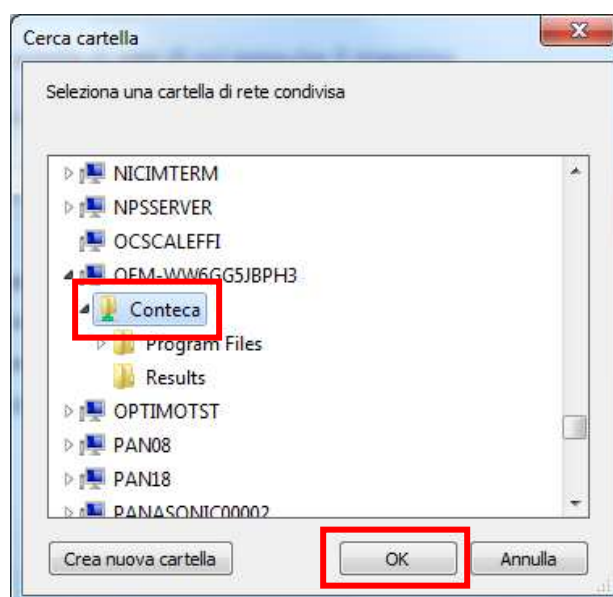 Cerca cartella
Seleziona una cartella di rete condivisa
NICIMTERM
NPSSERVER
OCSCALEFFI
OEM-WW6GG5JBPH3
Conteca
Program Files
Results
OPTIMOTST
PAN08
PAN18
PANASONIC00002
Crea nuova cartella
OK
Annulla